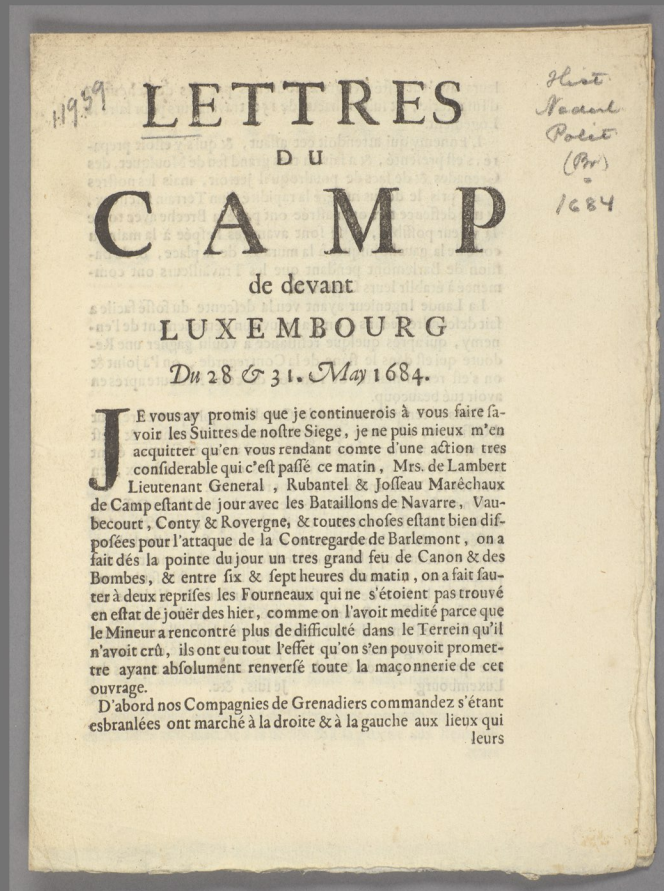 11939
LETTRES
DU
CAMP
de devant
LUXEMBOURG
Du 28 & 31. May 1684.
Hist
Nederl
Polit
(Br)
1684
JE vous ay promis que je continuerois à vous faire ſa-
voir les Suittes de noſtre Siege, je ne puis mieux m'en
acquitter qu'en vous rendant comte d'une action tres
conſiderable qui c'eſt paſſé ce matin, Mrs. de Lambert
Lieutenant General, Rubantel & Joſſeau Marêchaux
de Camp eſtant de jour avec les Bataillons de Navarre, Vau-
becourt, Conty & Rovergne, & toutes choſes eſtant bien diſ-
poſées pour l'attaque de la Contregarde de Barlemont, on a
fait dés la pointe du jour un tres grand feu de Canon & des
Bombes, & entre ſix & ſept heures du matin, on a fait ſau-
ter à deux repriſes les Fourneaux qui ne s'étoient pas trouvé
en eſtat de jouër des hier, comme on l'avoit medité parce que
le Mineur a rencontré plus de difficulté dans le Terrein qu'il
n'avoit crû, ils ont eu tout l'effet qu'on s'en pouvoit promet-
tre ayant abſolument renverſé toute la maçonnerie de cet
ouvrage.
D'abord nos Compagnies de Grenadiers commandez s'étant
esbranlées ont marché à la droite & à la gauche aux lieux qui
leurs